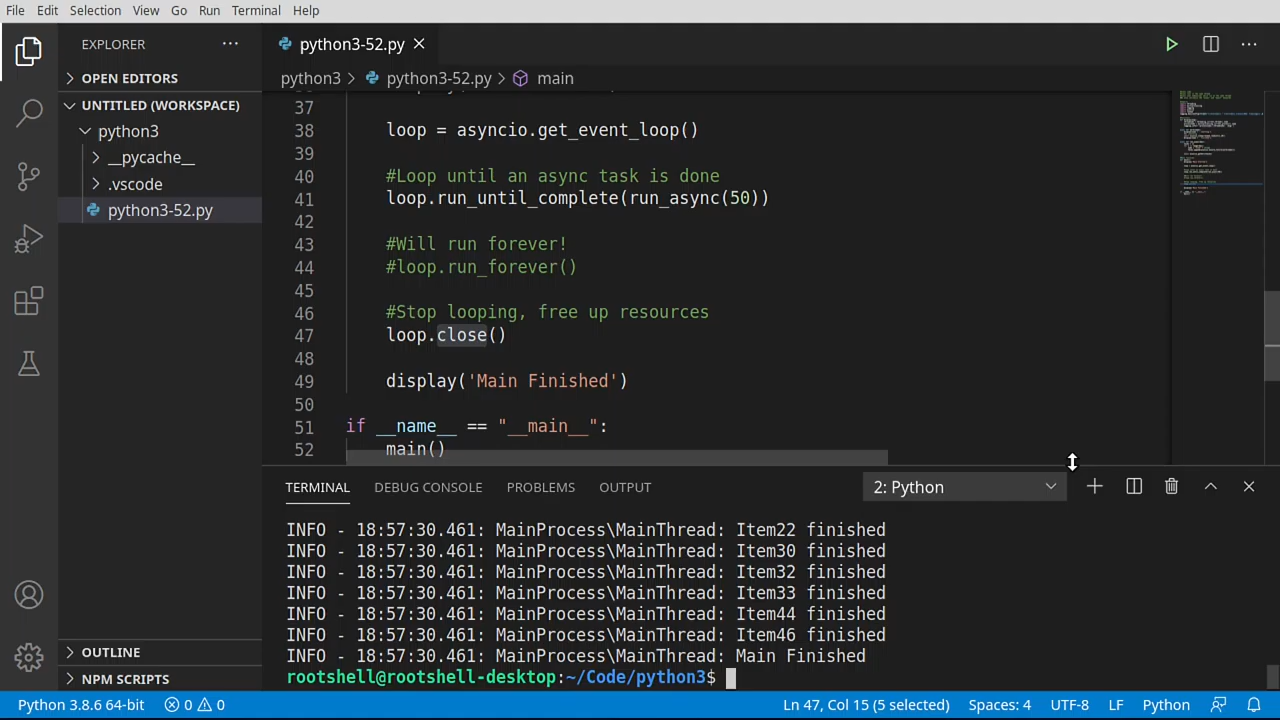 File Edit Selection View Go Run Terminal Help
EXPLORER
python3-52.py
OPEN EDITORS
python3 > python3-52.py > main
UNTITLED (WORKSPACE)
python3
__pycache__
.vscode
python3-52.py
37
38 loop = asyncio.get_event_loop()
39
40 #Loop until an async task is done
41 loop.run_until_complete(run_async(50))
42
43 #Will run forever!
44 #loop.run_forever()
45
46 #Stop looping, free up resources
47 loop.close()
48
49 display('Main Finished')
50
51 if __name__ == "__main__":
52 main()
TERMINAL DEBUG CONSOLE PROBLEMS OUTPUT 2: Python
INFO - 18:57:30.461: MainProcess\MainThread: Item22 finished
INFO - 18:57:30.461: MainProcess\MainThread: Item30 finished
INFO - 18:57:30.461: MainProcess\MainThread: Item32 finished
INFO - 18:57:30.461: MainProcess\MainThread: Item33 finished
INFO - 18:57:30.461: MainProcess\MainThread: Item44 finished
INFO - 18:57:30.461: MainProcess\MainThread: Item46 finished
INFO - 18:57:30.461: MainProcess\MainThread: Main Finished
rootshell@rootshell-desktop:~/Code/python3$
OUTLINE
NPM SCRIPTS
Python 3.8.6 64-bit 0 0 Ln 47, Col 15 (5 selected) Spaces: 4 UTF-8 LF Python